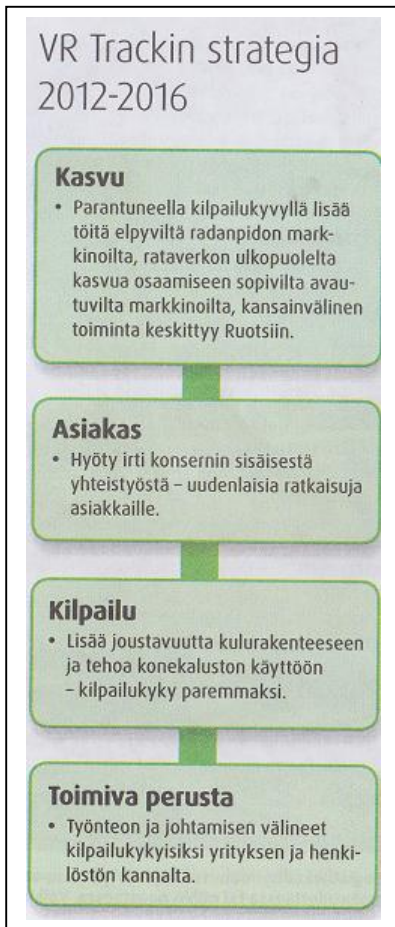 VR Trackin strategia
2012-2016
Kasvu
• Parantuneella kilpailukyvyllä lisää
töitä elpyviltä radanpidon mark-
kinoilta, rataverkon ulkopuolelta
kasvua osaamiseen sopivilta avau-
tuvilta markkinoilta, kansainvälinen
toiminta keskittyy Ruotsiin.
Asiakas
• Hyöty irti konsernin sisäisestä
yhteistyöstä – uudenlaisia ratkaisuja
asiakkaille.
Kilpailu
• Lisää joustavuutta kulurakenteeseen
ja tehoa konekaluston käyttöön
– kilpailukyky paremmaksi.
Toimiva perusta
• Työnteon ja johtamisen välineet
kilpailukykyisiksi yrityksen ja henki-
löstön kannalta.